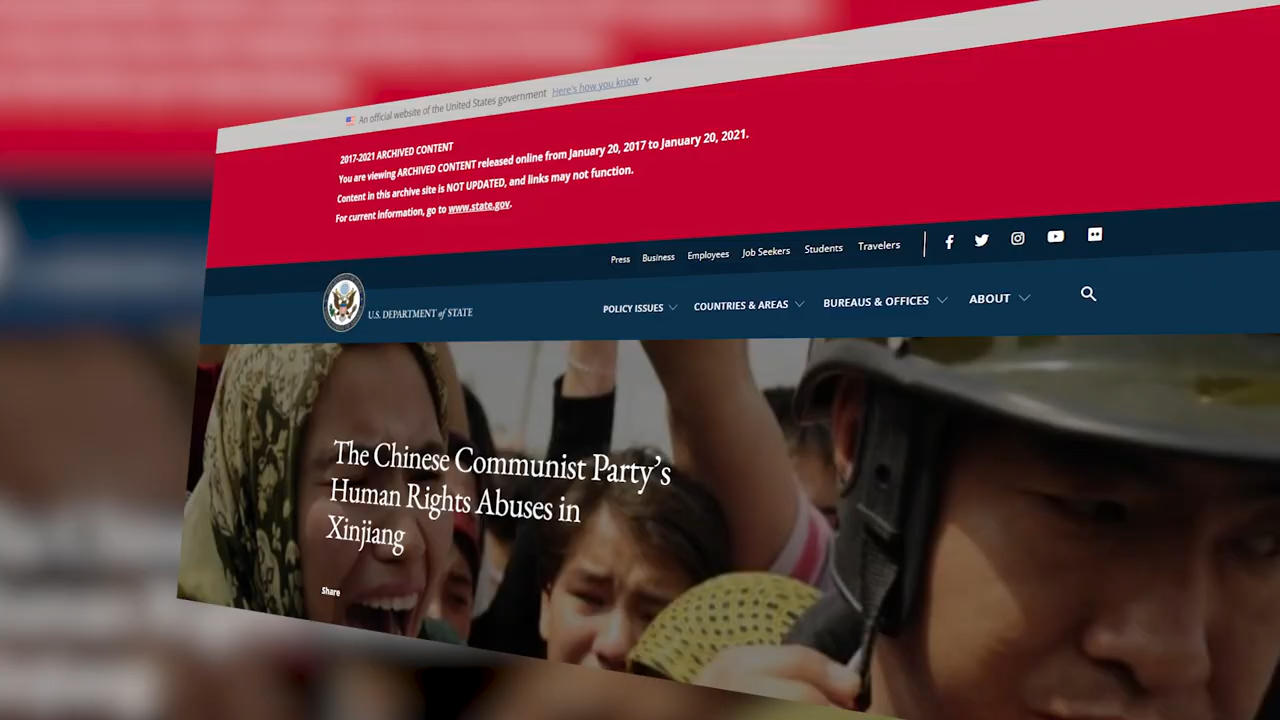 An official website of the United States government Here's how you know
2017-2021 ARCHIVED CONTENT
You are viewing ARCHIVED CONTENT released online from January 20, 2017 to January 20, 2021.
Content in this archive site is NOT UPDATED, and links may not function.
For current information, go to www.state.gov.
Press Business Employees Job Seekers Students Travelers
U.S. DEPARTMENT of STATE
POLICY ISSUES COUNTRIES & AREAS BUREAUS & OFFICES ABOUT
The Chinese Communist Party's
Human Rights Abuses in
Xinjiang
Share